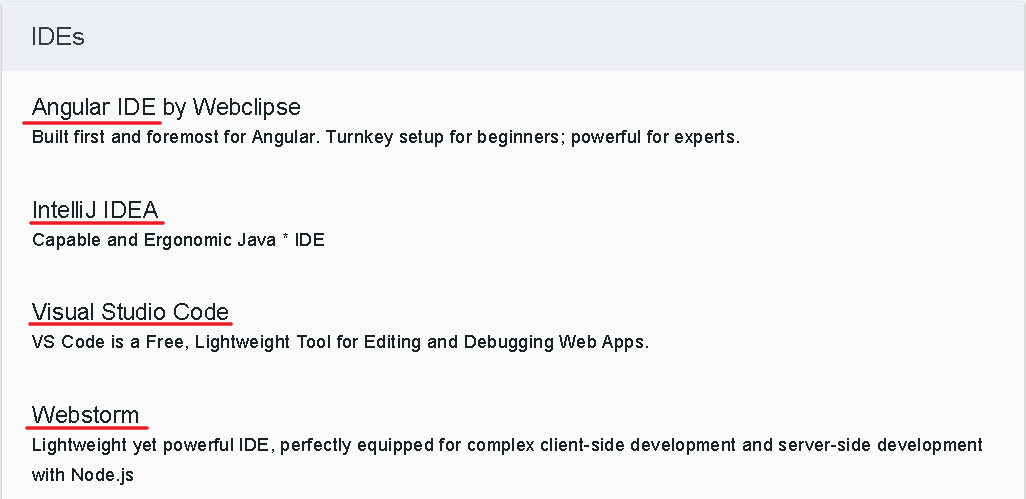 IDEs
Angular IDE by Webclipse
Built first and foremost for Angular. Turnkey setup for beginners; powerful for experts.
IntelliJ IDEA
Capable and Ergonomic Java * IDE
Visual Studio Code
VS Code is a Free, Lightweight Tool for Editing and Debugging Web Apps.
Webstorm
Lightweight yet powerful IDE, perfectly equipped for complex client-side development and server-side development
with Node.js